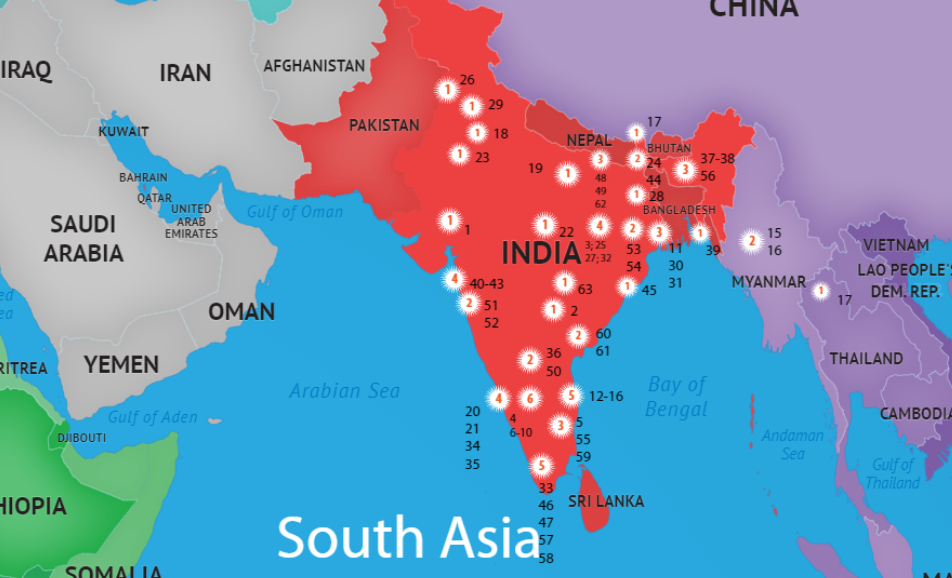 CHINA
IRAQ
IRAN
AFGHANISTAN
PAKISTAN
KUWAIT
BAHRAIN
QATAR
UNITED
ARAB
EMIRATES
SAUDI
ARABIA
Gulf of Oman
OMAN
YEMEN
RITREA
Gulf of Aden
DJIBOUTI
HIOPIA
SOMALIA
Arabian Sea
1 26
1 29
1 18
1 23
1 19
NEPAL
3
48
49
62
1 17
BHUTAN
2 24
44
3 37-38
56
1 28
BANGLADESH
1 1
INDIA
1 22
4
3; 25
27; 32
2
53
54
3
11
30
31
1 39
2 15
16
MYANMAR
1 17
VIETNAM
LAO PEOPLE'S
DEM. REP.
THAILAND
CAMBODIA
4 40-43
2 51
52
1 63
1 2
1 45
2 60
61
2 36
50
4
20
21
34
35
6
4
6-10
5 12-16
3 5
55
59
5
33
46
47
57
58
SRI LANKA
Bay of
Bengal
Andaman
Sea
Gulf of
Thailand
South Asia